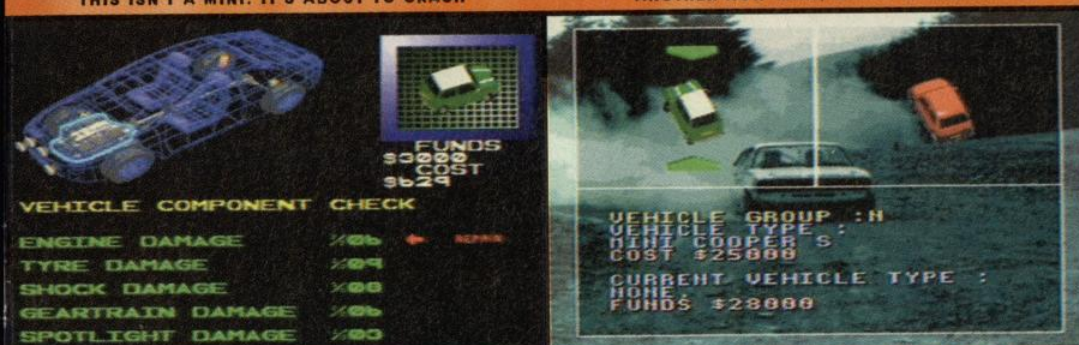 THIS ISN'T A MINI. IT'S ABOUT TO CRASH
FUNDS
$3000
COST
$629
VEHICLE COMPONENT CHECK
ENGINE DAMAGE %06 REPAIR
TYRE DAMAGE %09
SHOCK DAMAGE %00
GEARTRAIN DAMAGE %06
SPOTLIGHT DAMAGE %03
VEHICLE GROUP :N
VEHICLE TYPE :
MINI COOPER S
COST $25000
CURRENT VEHICLE TYPE :
NONE.
FUNDS $28000